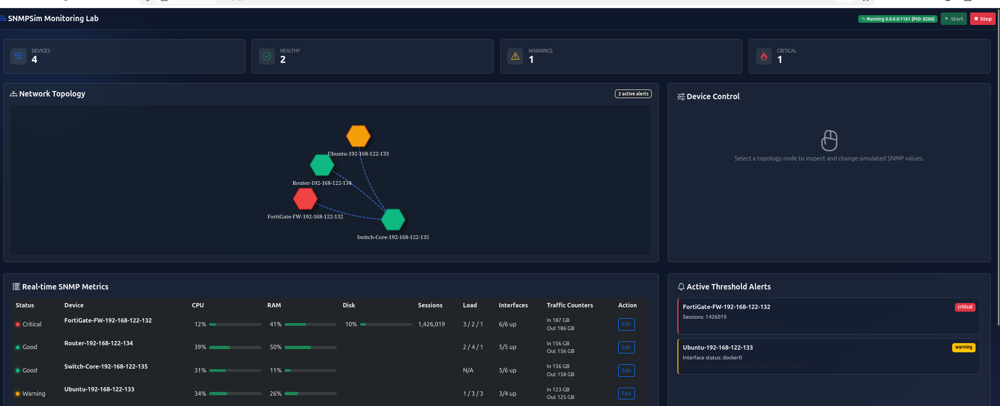 SNMPSim Monitoring Lab
Running 0.0.0.0:1161 (PID: 8286)
Start
Stop
DEVICES
4
HEALTHY
2
WARNINGS
1
CRITICAL
1
Network Topology
2 active alerts
Ubuntu-192-168-122-133
Router-192-168-122-134
FortiGate-FW-192-168-122-132
Switch-Core-192-168-122-135
Device Control
Select a topology node to inspect and change simulated SNMP values.
Real-time SNMP Metrics
Status Device CPU RAM Disk Sessions Load Interfaces Traffic Counters Action
Critical FortiGate-FW-192-168-122-132 12% 41% 10% 1,426,019 3 / 2 / 1 6/6 up In 187 GB Edit
Out 186 GB
Good Router-192-168-122-134 39% 50% 2 / 4 / 1 5/5 up In 156 GB Edit
Out 156 GB
Good Switch-Core-192-168-122-135 31% 11% N/A 5/6 up In 156 GB Edit
Out 158 GB
Warning Ubuntu-192-168-122-133 34% 26% 1 / 3 / 3 3/4 up In 123 GB Edit
Out 125 GB
Active Threshold Alerts
FortiGate-FW-192-168-122-132 critical
Sessions: 1426019
Ubuntu-192-168-122-133 warning
Interface status: docker0